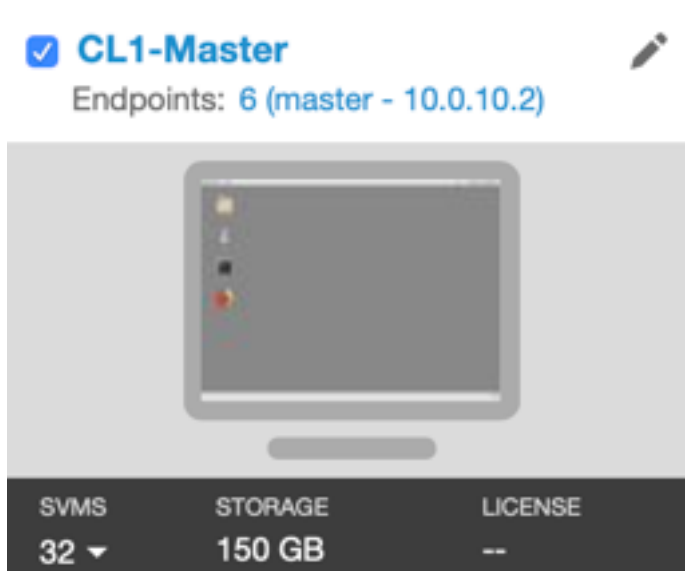 CL1-Master
Endpoints: 6 (master - 10.0.10.2)
SVMS STORAGE LICENSE
32 150 GB --